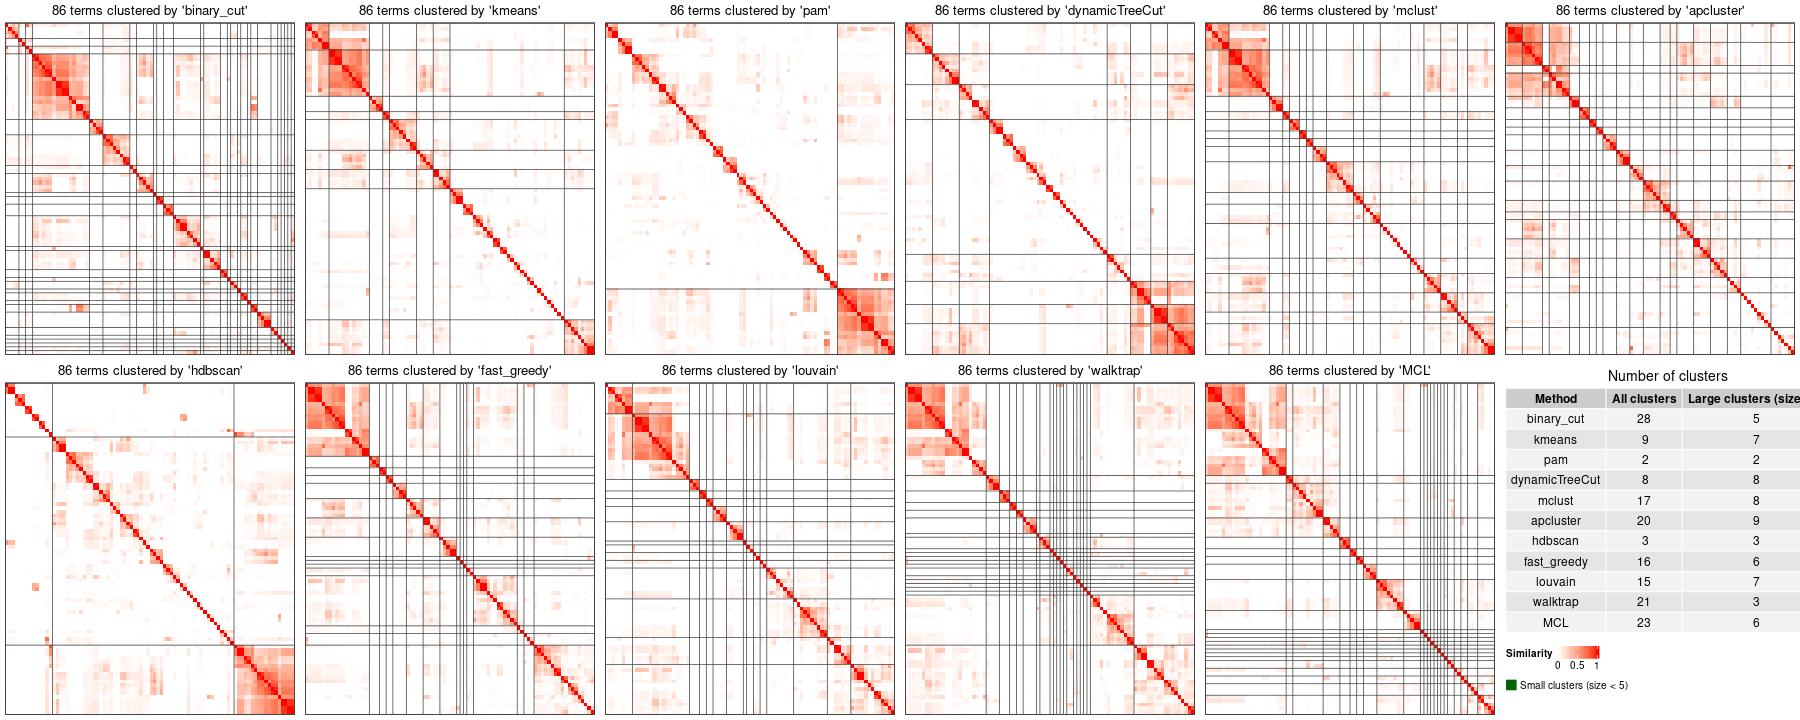 86 terms clustered by 'binary_cut'
86 terms clustered by 'kmeans'
86 terms clustered by 'pam'
86 terms clustered by 'dynamicTreeCut'
86 terms clustered by 'mclust'
86 terms clustered by 'apcluster'
86 terms clustered by 'hdbscan'
86 terms clustered by 'fast_greedy'
86 terms clustered by 'louvain'
86 terms clustered by 'walktrap'
86 terms clustered by 'MCL'
Number of clusters
Method All clusters Large clusters (size
binary_cut 28 5
kmeans 9 7
pam 2 2
dynamicTreeCut 8 8
mclust 17 8
apcluster 20 9
hdbscan 3 3
fast_greedy 16 6
louvain 15 7
walktrap 21 3
MCL 23 6
Similarity
0 0.5 1
Small clusters (size < 5)